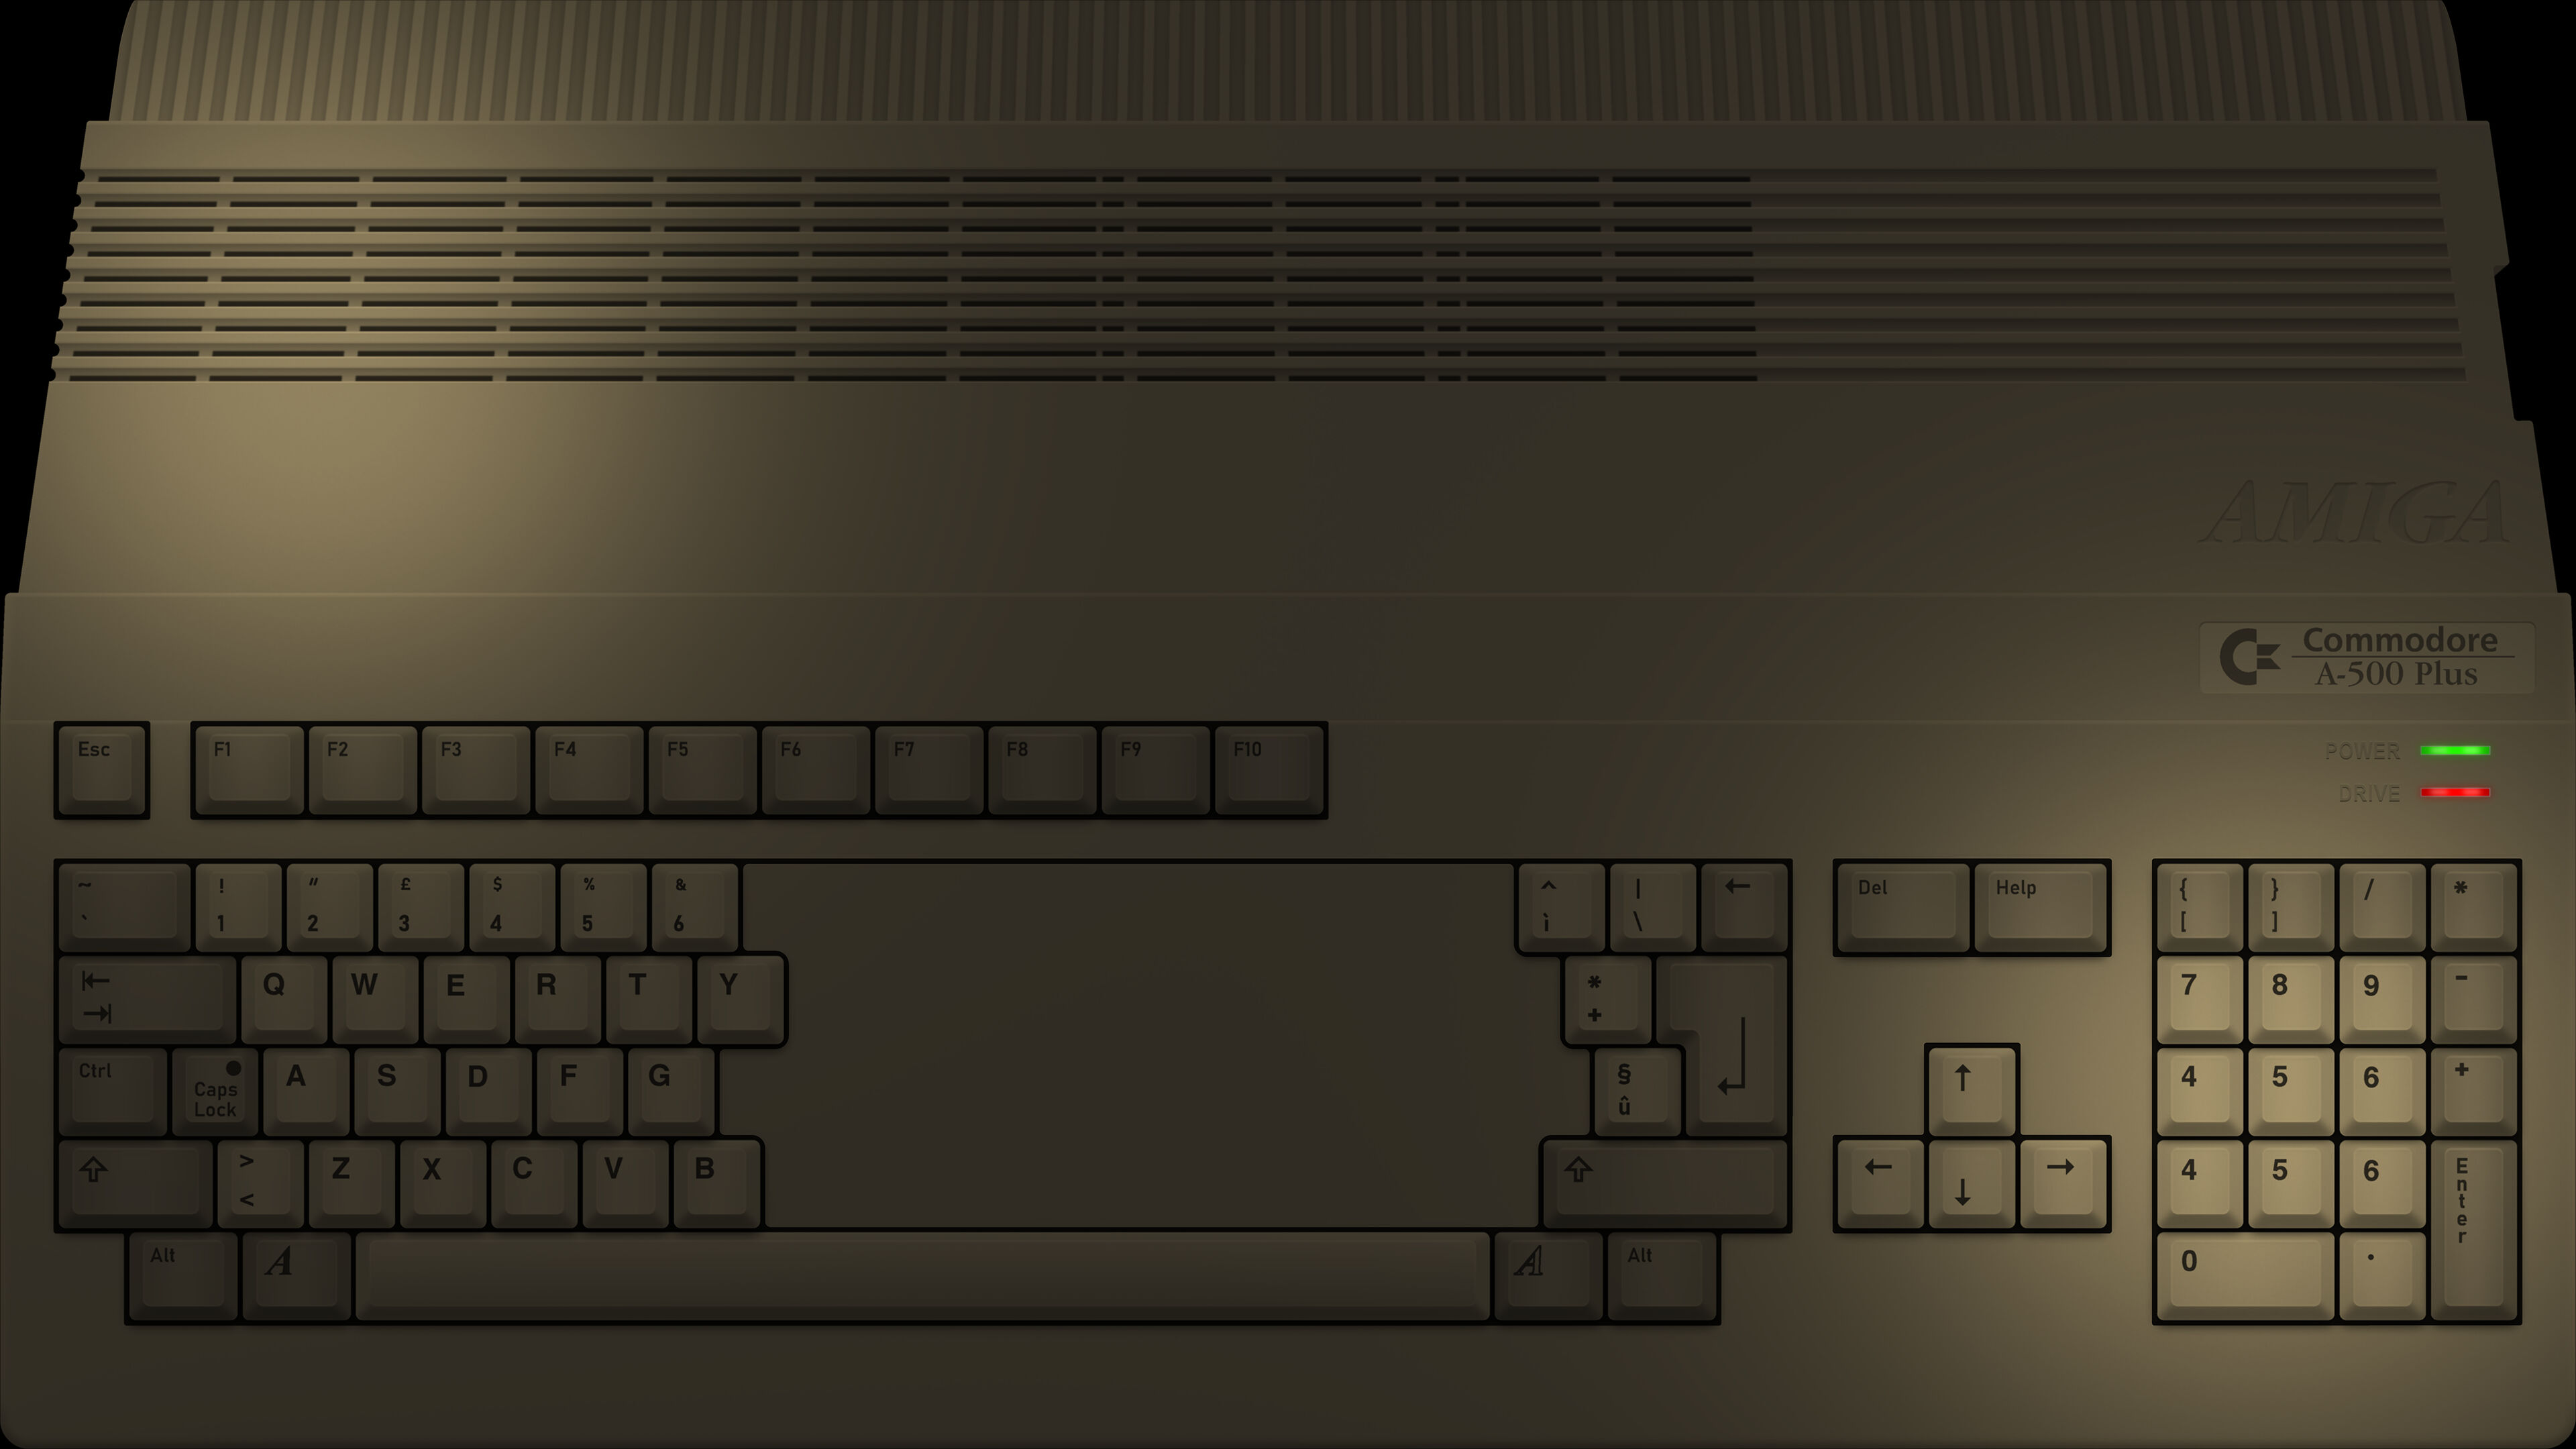 AMIGA
Commodore
A-500 Plus
POWER
DRIVE
Esc F1 F2 F3 F4 F5 F6 F7 F8 F9 F10
~ ! " £ $ % & ^ | ← Del Help { } / *
` 1 2 3 4 5 6 ì \ [ ]
⇤ Q W E R T Y * 7 8 9 -
⇥ +
Ctrl Caps Lock A S D F G § û ↵ ↑ 4 5 6 +
⇧ > < Z X C V B ⇧ ← ↓ → 4 5 6 Enter
Alt A A Alt 0 .